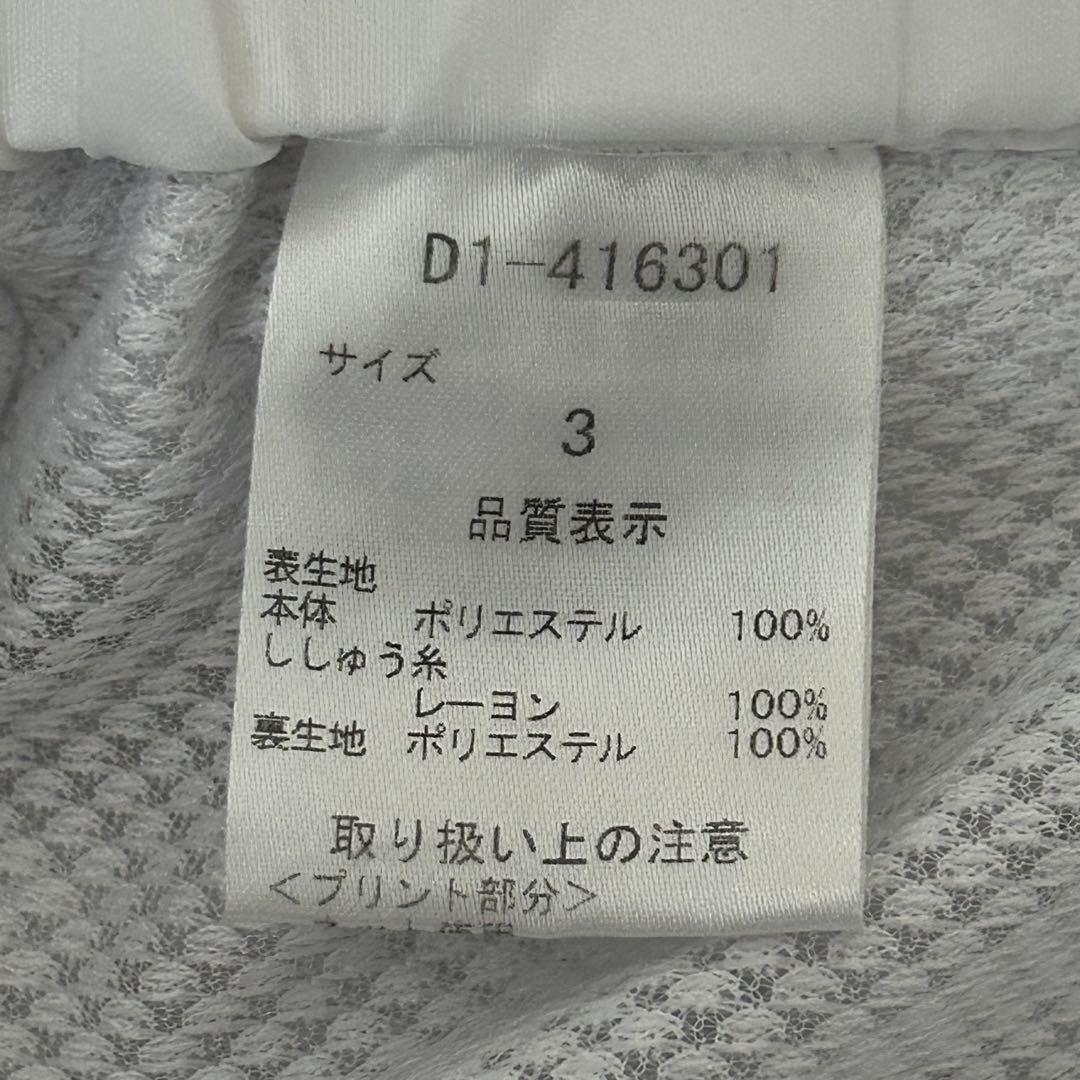 D1-416301
サイズ
3
品質表示
表生地
本体 ポリエステル 100%
ししゅう糸
レーヨン 100%
裏生地 ポリエステル 100%
取り扱い上の注意
＜プリント部分＞